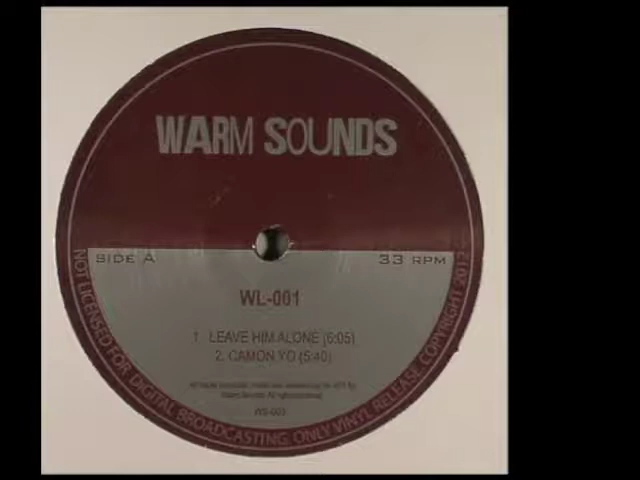 WARM SOUNDS
SIDE A
33 RPM
WL-001
1. LEAVE HIM ALONE (6:05)
2. CAMON YO (5:40)
NOT LICENSED FOR DIGITAL BROADCASTING. ONLY VINYL RELEASE COPYRIGHT 2012